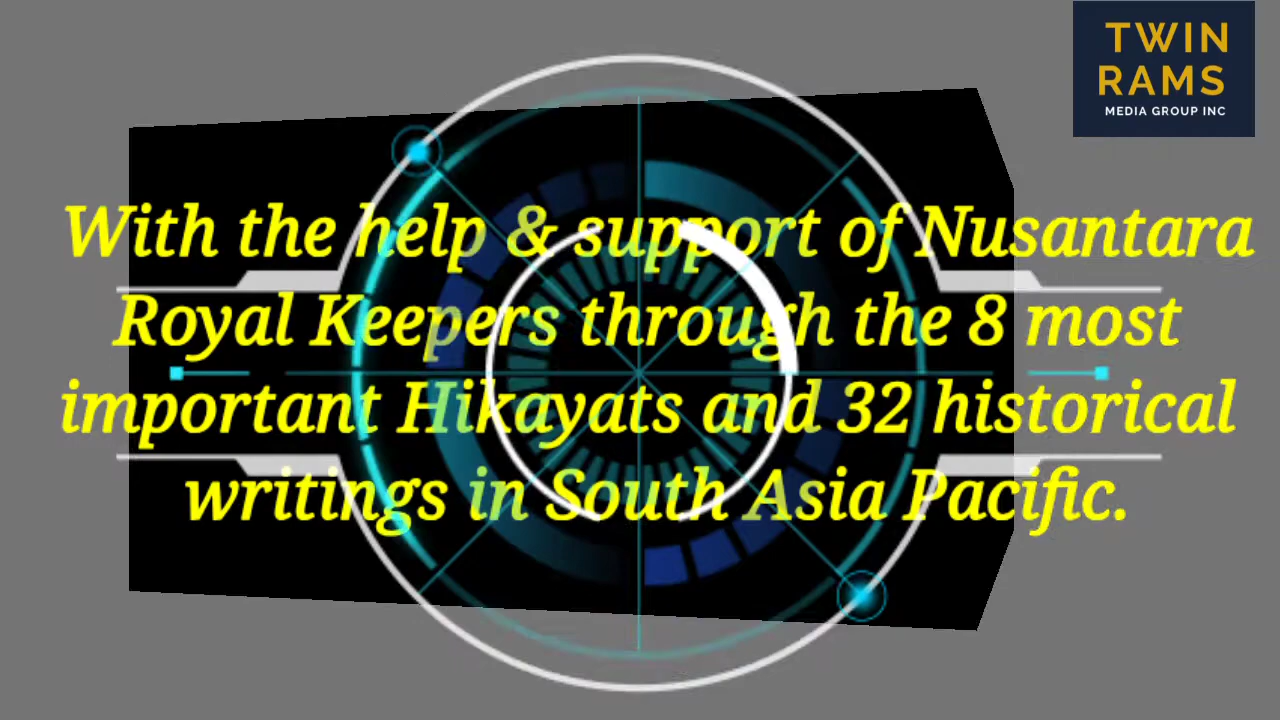 TWIN
RAMS
MEDIA GROUP INC
With the help & support of Nusantara
Royal Keepers through the 8 most
important Hikayats and 32 historical
writings in South Asia Pacific.